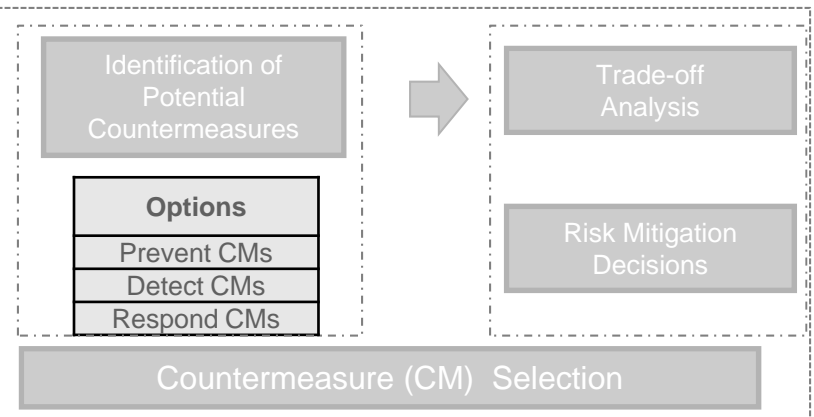 Identification of
Potential
Countermeasures
Options
Prevent CMs
Detect CMs
Respond CMs
Trade-off
Analysis
Risk Mitigation
Decisions
Countermeasure (CM) Selection